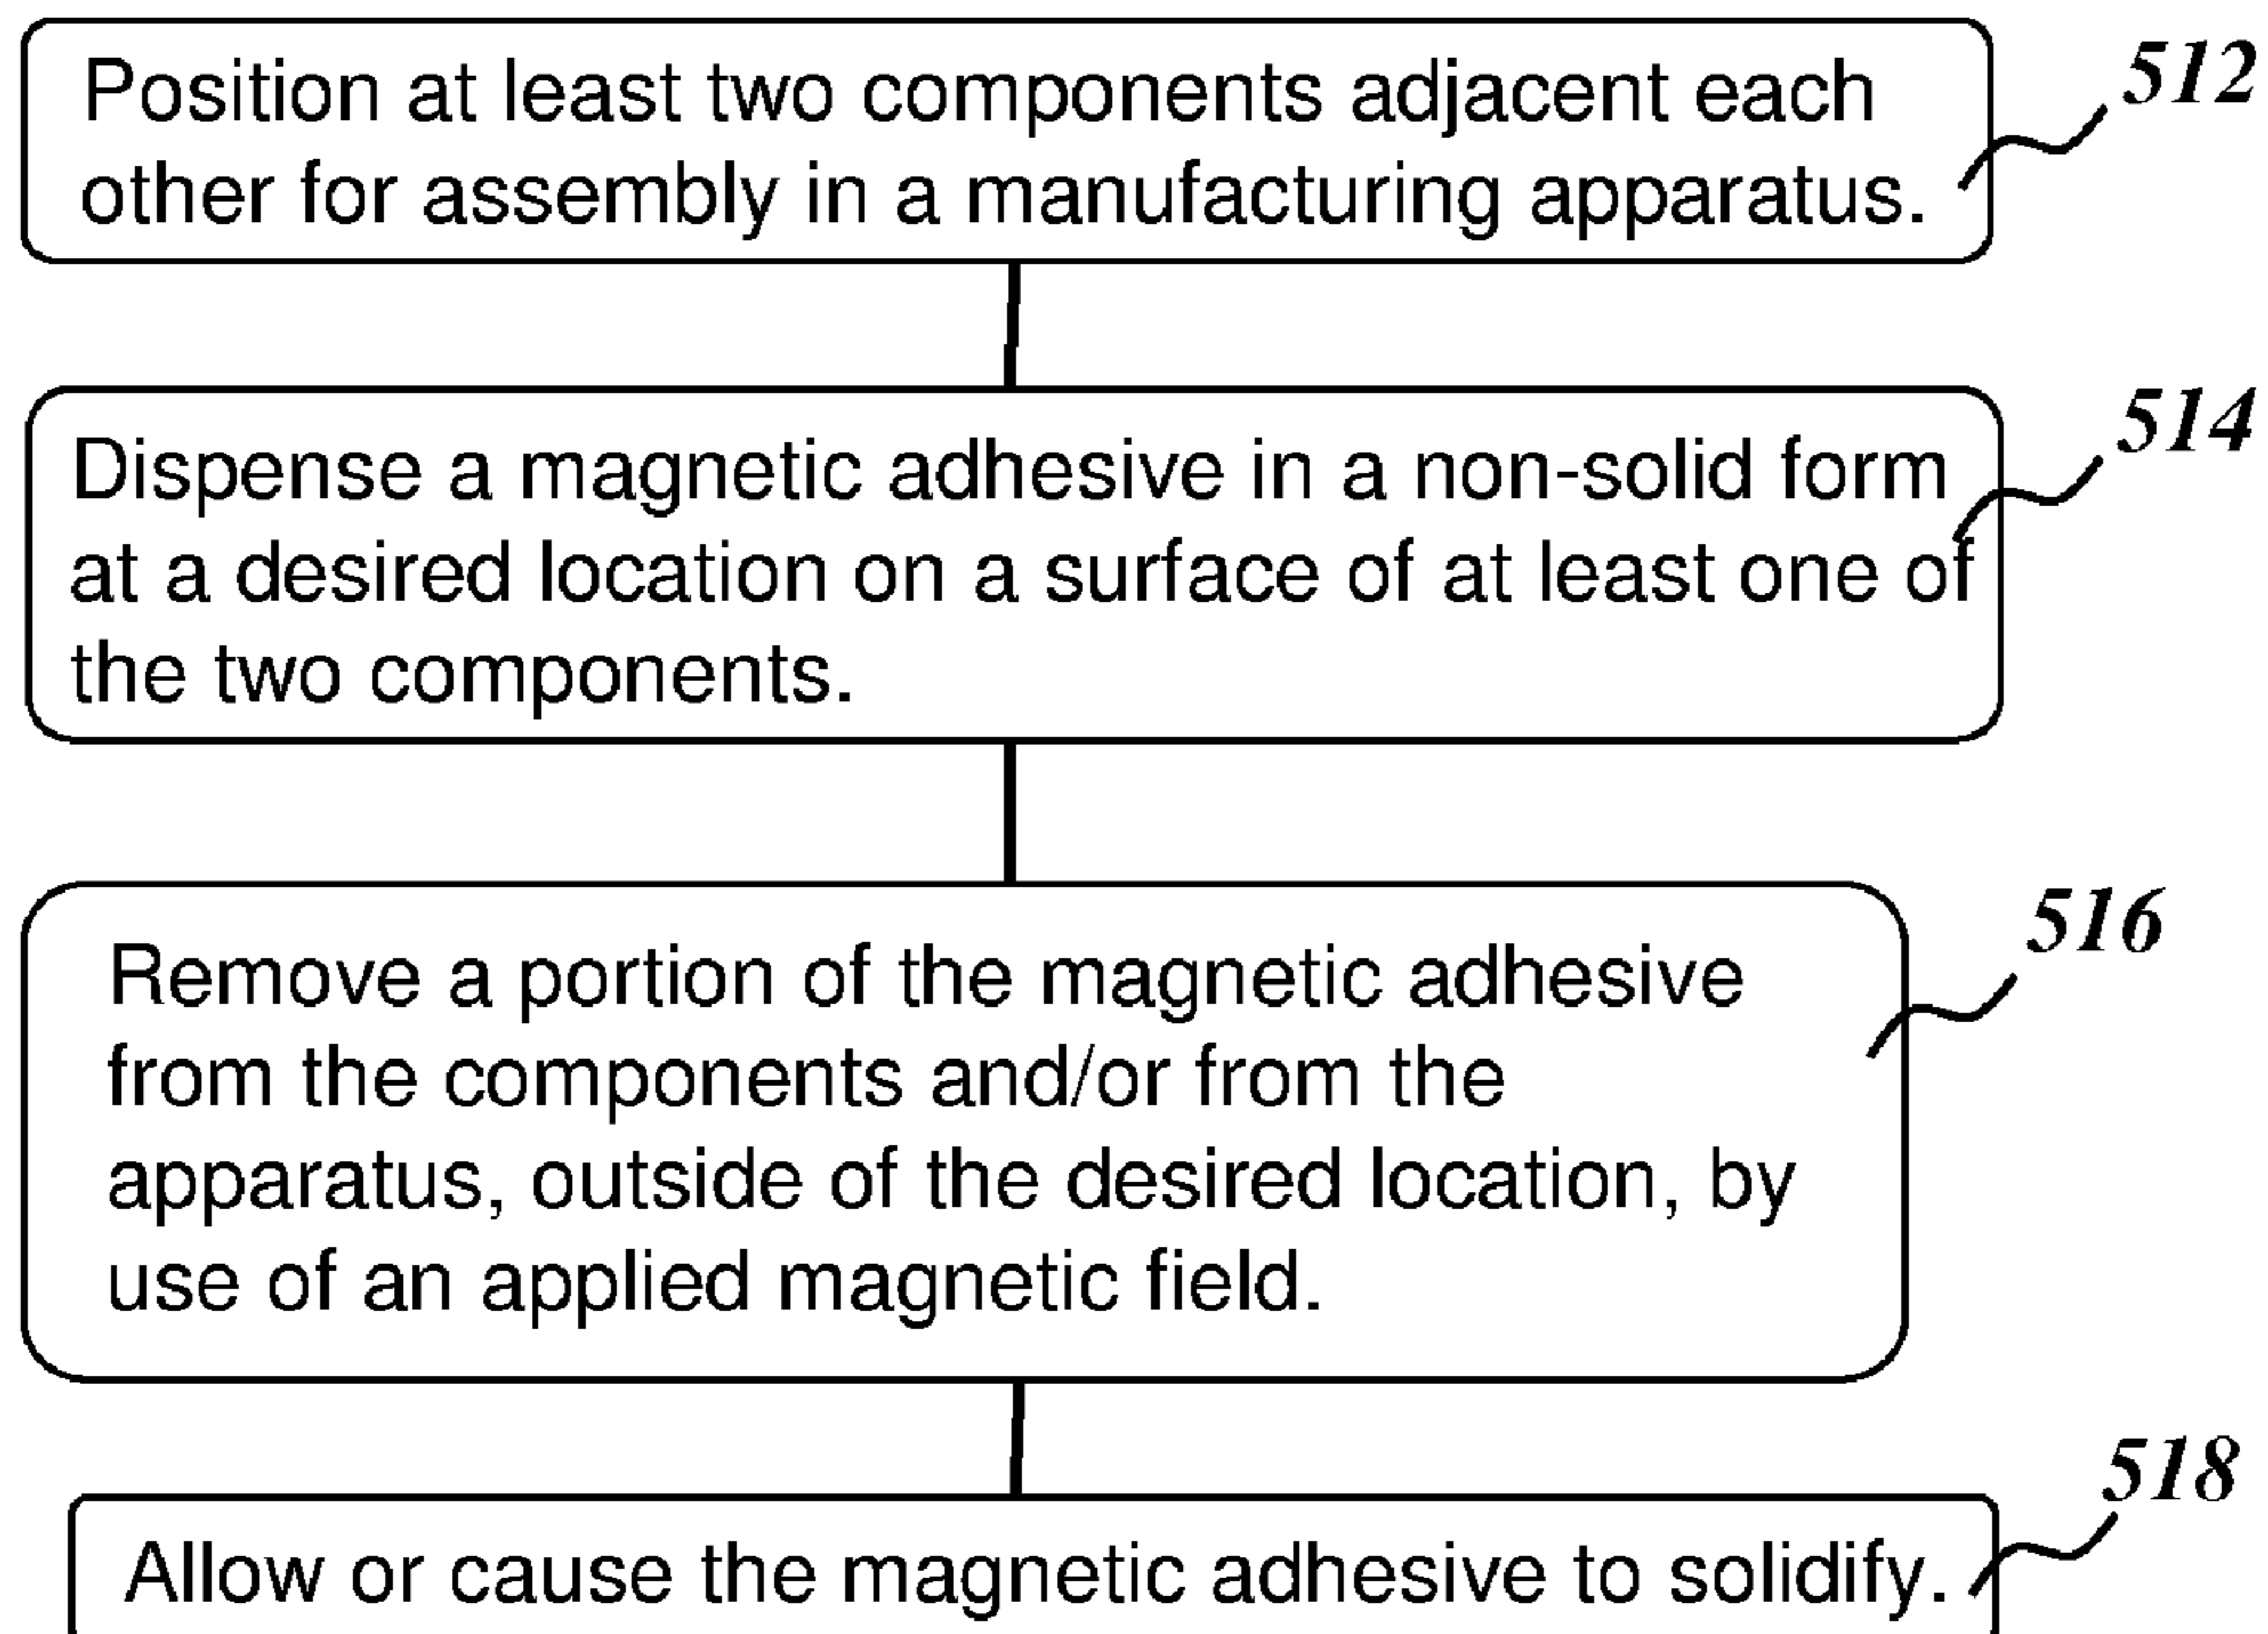 512
Position at least two components adjacent each
other for assembly in a manufacturing apparatus.
514
Dispense a magnetic adhesive in a non-solid form
at a desired location on a surface of at least one of
the two components.
516
Remove a portion of the magnetic adhesive
from the components and/or from the
apparatus, outside of the desired location, by
use of an applied magnetic field.
518
Allow or cause the magnetic adhesive to solidify.